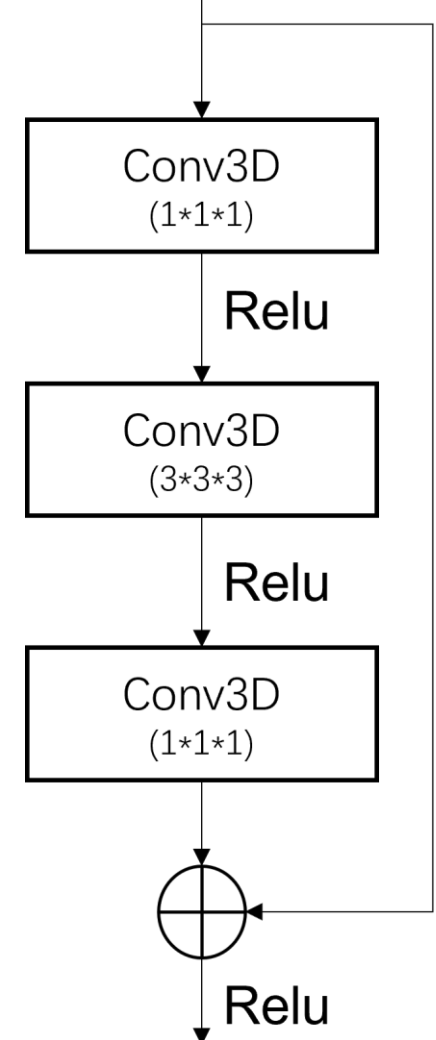 Conv3D
(1*1*1)
Relu
Conv3D
(3*3*3)
Relu
Conv3D
(1*1*1)
Relu